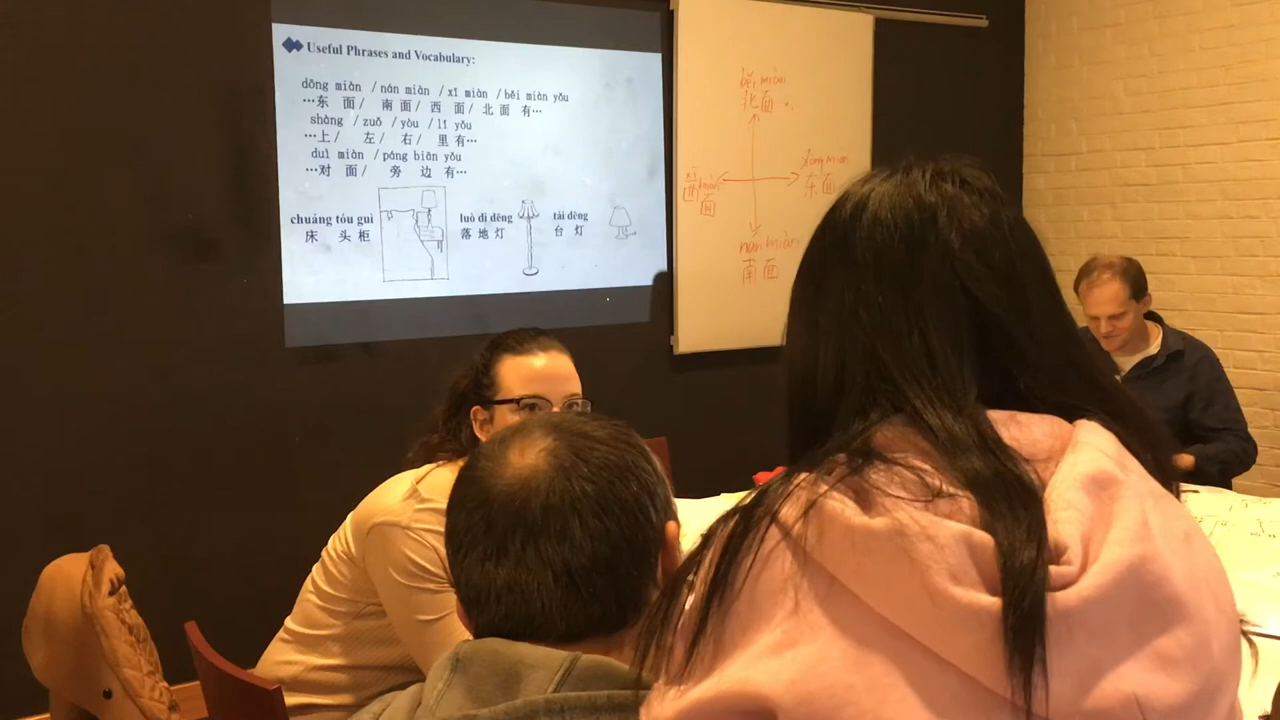 Useful Phrases and Vocabulary:
dōng miàn / nán miàn / xī miàn / běi miàn yǒu
…东 面/ 南面/ 西 面/ 北面 有…
shàng / zuǒ / yòu / lǐ yǒu
…上/ 左/ 右/ 里有…
duì miàn / páng biān yǒu
…对 面/ 旁 边有…
chuáng tóu guì
床 头柜
luò dì dēng
落地灯
tái dēng
台 灯
běi miàn
北面
xī miàn
西面
dōng miàn
东面
nán miàn
南面